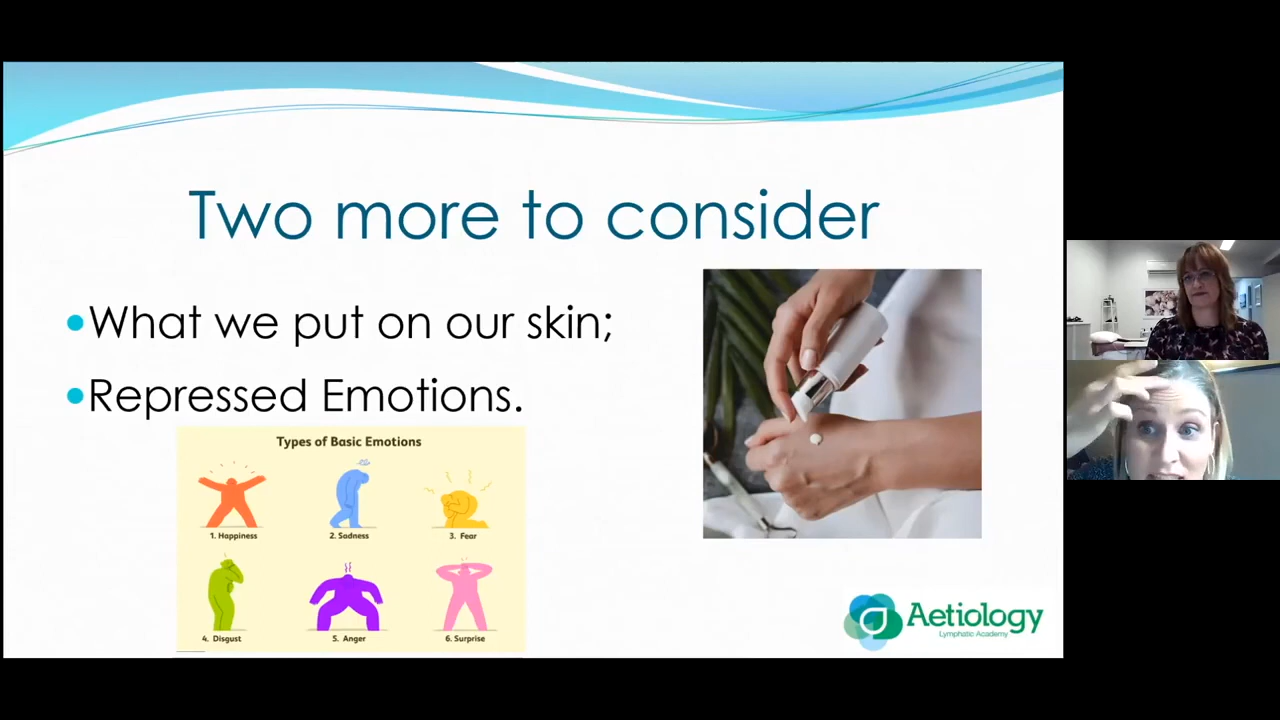 Two more to consider
•What we put on our skin;
•Repressed Emotions.
Types of Basic Emotions
1. Happiness
2. Sadness
3. Fear
4. Disgust
5. Anger
6. Surprise
Aetiology
Lymphatic Academy